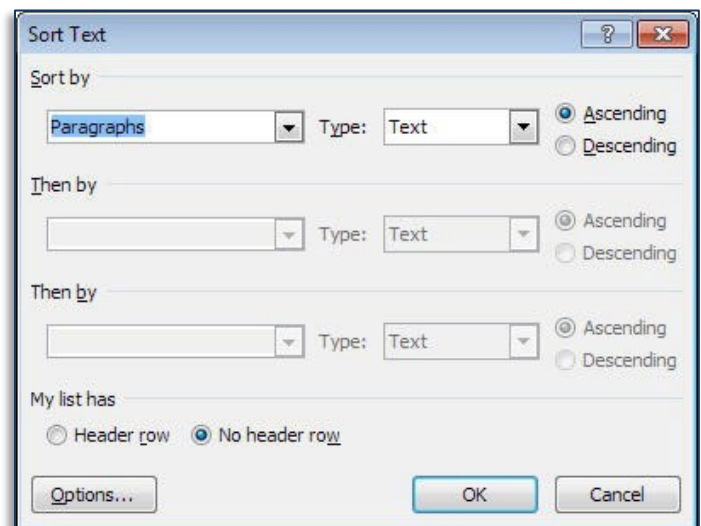 Sort Text
Sort by
Paragraphs Type: Text Ascending
Descending
Then by
Type: Text Ascending
Descending
Then by
Type: Text Ascending
Descending
My list has
Header row No header row
Options... OK Cancel